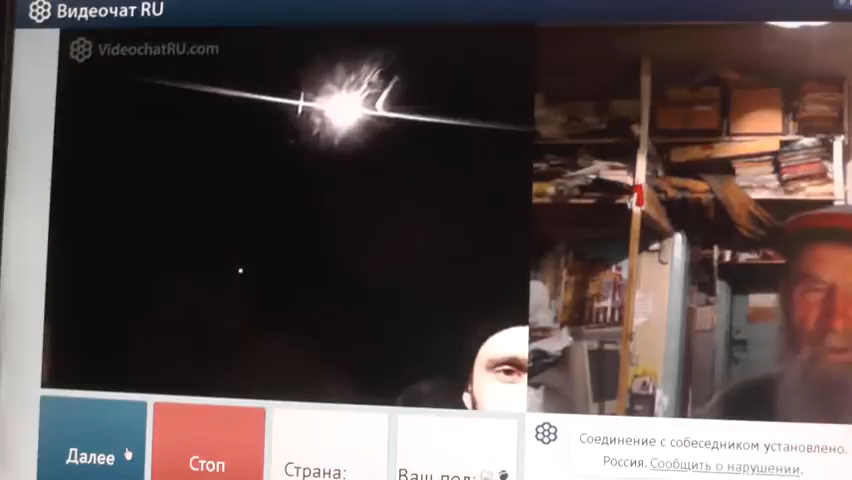 Видеочат RU
VideochatRU.com
Далее
Стоп
Страна:
Ваш пол:
Соединение с собеседником установлено.
Россия. Сообщить о нарушении.